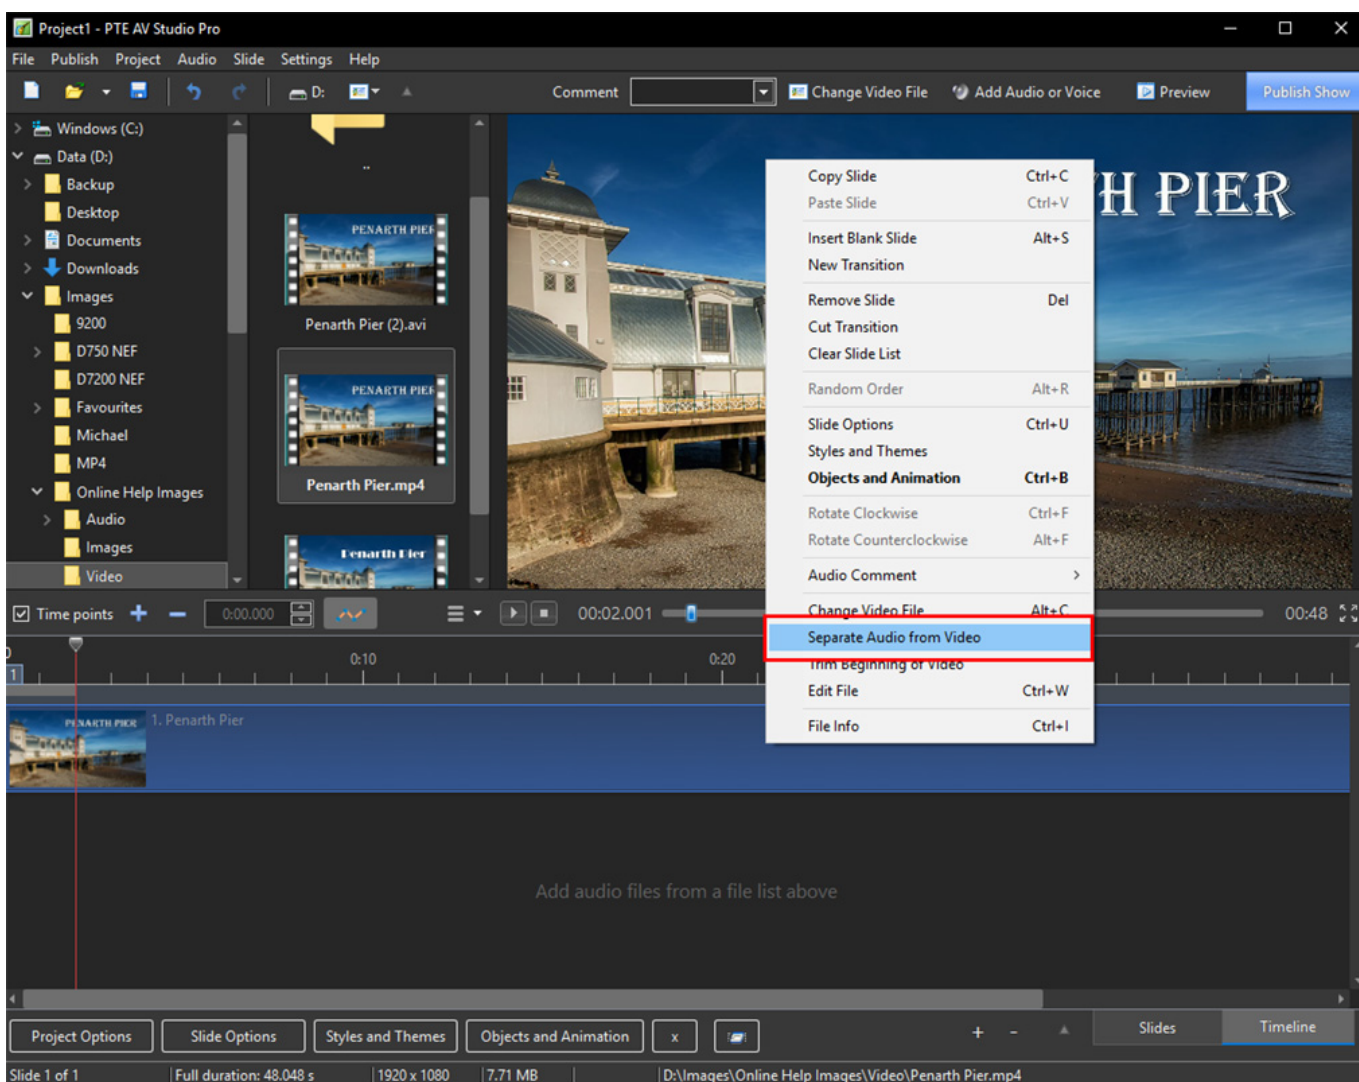 Project1 - PTE AV Studio Pro
File Publish Project Audio Slide Settings Help
D: Comment Change Video File Add Audio or Voice Preview Publish Show
Windows (C:)
Data (D:)
Backup
Desktop
Documents
Downloads
Images
9200
D750 NEF
D7200 NEF
Favourites
Michael
MP4
Online Help Images
Audio
Images
Video
..
PENARTH PIER
Penarth Pier (2).avi
PENARTH PIER
Penarth Pier.mp4
Penarth Pier
H PIER
Copy Slide Ctrl+C
Paste Slide Ctrl+V
Insert Blank Slide Alt+S
New Transition
Remove Slide Del
Cut Transition
Clear Slide List
Random Order Alt+R
Slide Options Ctrl+U
Styles and Themes
Objects and Animation Ctrl+B
Rotate Clockwise Ctrl+F
Rotate Counterclockwise Alt+F
Audio Comment
Change Video File Alt+C
Separate Audio from Video
Trim Beginning of Video
Edit File Ctrl+W
File Info Ctrl+I
Time points 0:00.000 00:02.001 00:48
0:10 0:20
1
PENARTH PIER 1. Penarth Pier
Add audio files from a file list above
Project Options Slide Options Styles and Themes Objects and Animation x + - Slides Timeline
Slide 1 of 1 Full duration: 48.048 s 1920 x 1080 7.71 MB D:\Images\Online Help Images\Video\Penarth Pier.mp4